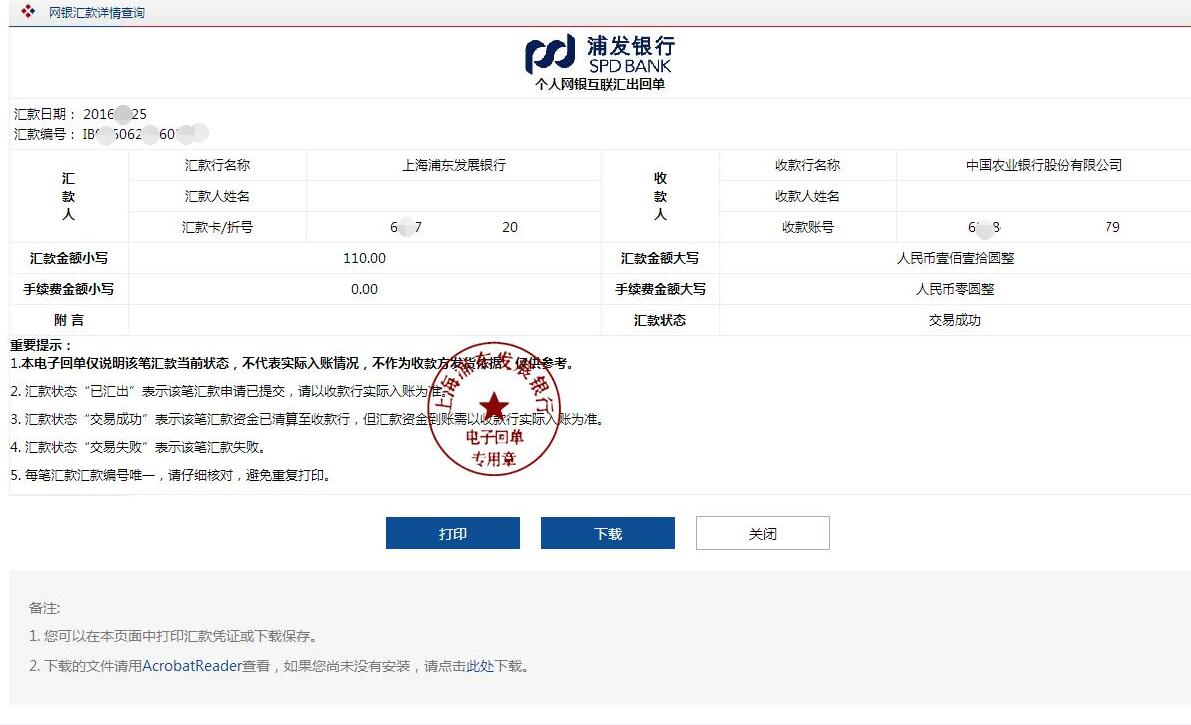 网银汇款详情查询
浦发银行
SPD BANK
个人网银互联汇出回单
汇款日期： 2016 25
汇款编号：
汇款人 汇款行名称 上海浦东发展银行 收款人 收款行名称 中国农业银行股份有限公司
汇款人姓名 收款人姓名
汇款卡/折号 6 7 20 收款账号 6 8 79
汇款金额小写 110.00 汇款金额大写 人民币壹佰壹拾圆整
手续费金额小写 0.00 手续费金额大写 人民币零圆整
附 言 汇款状态 交易成功
重要提示：
1.本电子回单仅说明该笔汇款当前状态，不代表实际入账情况，不作为收款方发货依据，仅供参考。
2. 汇款状态“已汇出”表示该笔汇款申请已提交，请以收款行实际入账为准。
3. 汇款状态“交易成功”表示该笔汇款资金已清算至收款行，但汇款资金到账需以收款行实际入账为准。
4. 汇款状态“交易失败”表示该笔汇款失败。
5. 每笔汇款汇款编号唯一，请仔细核对，避免重复打印。
上海浦东发展银行
电子回单
专用章
打印 下载 关闭
备注:
1. 您可以在本页面中打印汇款凭证或下载保存。
2. 下载的文件请用AcrobatReader查看，如果您尚未没有安装，请点击此处下载。